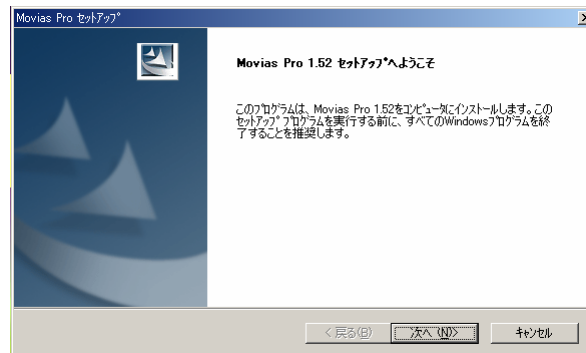 Movias Pro ｾｯﾄｱｯﾌﾟ
Movias Pro 1.52 ｾｯﾄｱｯﾌﾟへようこそ
このﾌﾟﾛｸﾞﾗﾑは、Movias Pro 1.52をｺﾝﾋﾟｭｰﾀにインストールします。この
ｾｯﾄｱｯﾌﾟ ﾌﾟﾛｸﾞﾗﾑを実行する前に、すべてのWindowsﾌﾟﾛｸﾞﾗﾑを終
了することを推奨します。
< 戻る(B)
次へ (N)>
ｷｬﾝｾﾙ